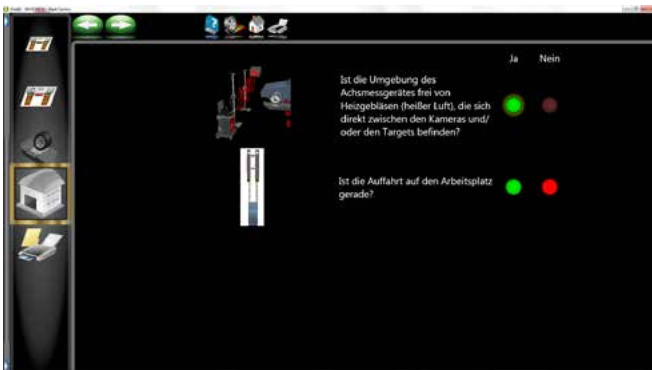 Ja Nein
Ist die Umgebung des
Achsmessgerätes frei von
Heizgebläsen (heißer Luft), die sich
direkt zwischen den Kameras und/
oder den Targets befinden?
Ist die Auffahrt auf den Arbeitsplatz
gerade?